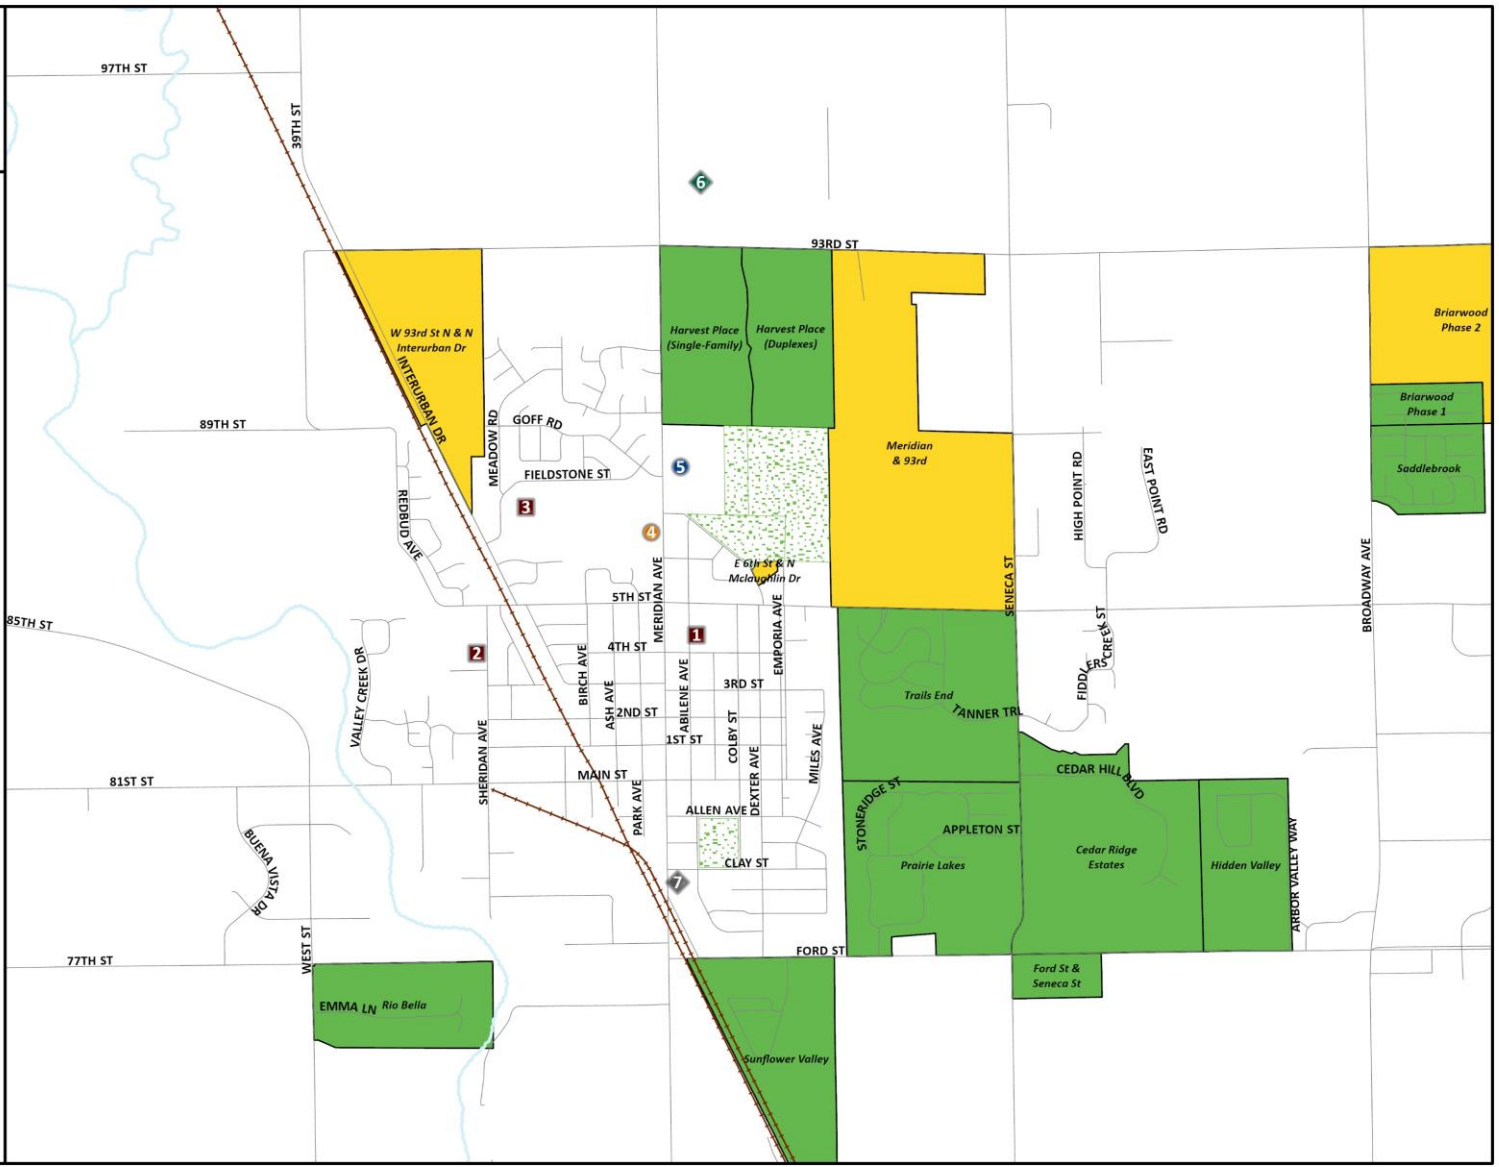 97TH ST
39TH ST
6
93RD ST
W 93rd St N & N
Interurban Dr
Harvest Place
(Single-Family)
Harvest Place
(Duplexes)
Briarwood
Phase 2
INTERURBAN DR
Briarwood
Phase 1
89TH ST
MEADOW RD
GOFF RD
Meridian
& 93rd
Saddlebrook
FIELDSTONE ST
5
HIGH POINT RD
EAST POINT RD
REDBUD AVE
3
4
E 6th St & N
Mclaughlin Dr
MERIDIAN AVE
SENECA ST
BROADWAY AVE
5TH ST
85TH ST
EMPORIA AVE
1
4TH ST
2
FIDDLERS CREEK ST
VALLEY CREEK DR
BIRCH AVE
ASH AVE
ABILENE AVE
3RD ST
Trails End
TANNER TRL
2ND ST
COLBY ST
1ST ST
SHERIDAN AVE
MILES AVE
DEXTER AVE
MAIN ST
81ST ST
CEDAR HILL BLVD
PARK AVE
ALLEN AVE
STONERIDGE ST
APPLETON ST
BUENA VISTA DR
Cedar Ridge
Estates
Prairie Lakes
Hidden Valley
ARBOR VALLEY WAY
CLAY ST
7
WEST ST
FORD ST
77TH ST
Ford St &
Seneca St
EMMA LN
Rio Bella
Sunflower Valley